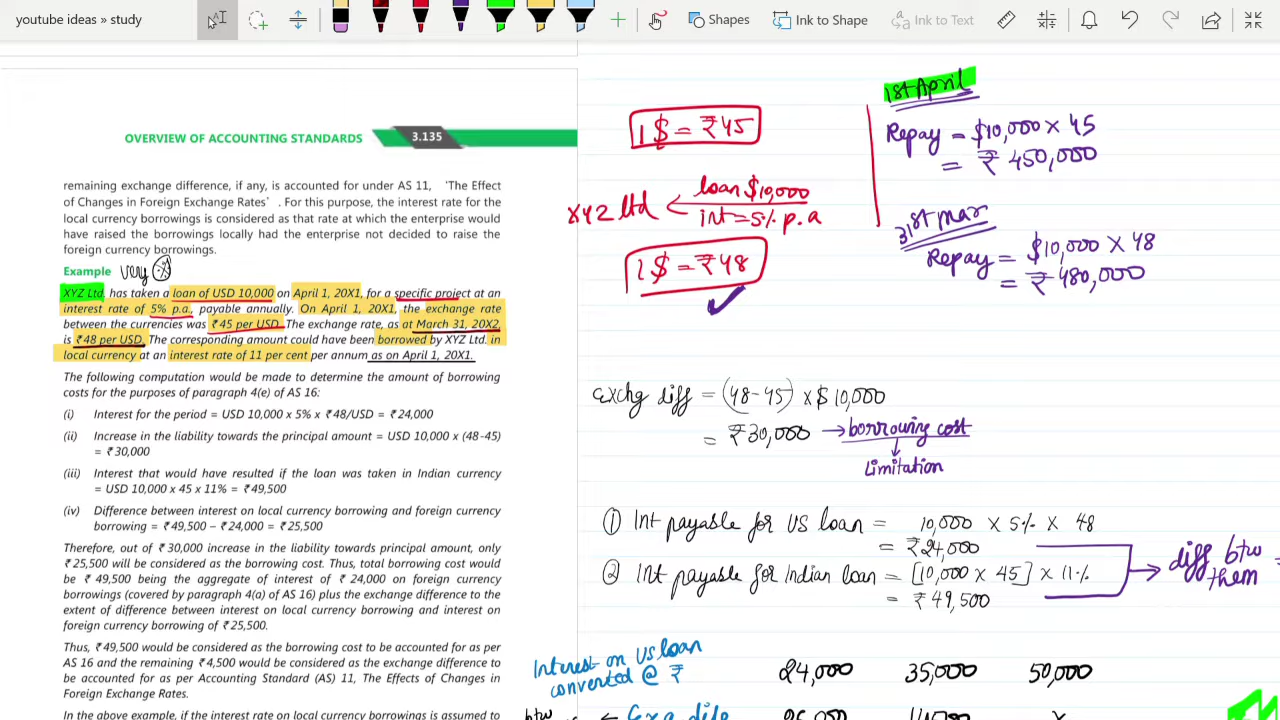 youtube ideas » study
Shapes
Ink to Shape
Ink to Text
OVERVIEW OF ACCOUNTING STANDARDS 3.135
remaining exchange difference, if any, is accounted for under AS 11, 'The Effect
of Changes in Foreign Exchange Rates'. For this purpose, the interest rate for the
local currency borrowings is considered as that rate at which the enterprise would
have raised the borrowings locally had the enterprise not decided to raise the
foreign currency borrowings.
Example very
XYZ Ltd. has taken a loan of USD 10,000 on April 1, 20X1, for a specific project at an
interest rate of 5% p.a., payable annually. On April 1, 20X1, the exchange rate
between the currencies was ₹ 45 per USD. The exchange rate, as at March 31, 20X2,
is ₹ 48 per USD. The corresponding amount could have been borrowed by XYZ Ltd. in
local currency at an interest rate of 11 per cent per annum as on April 1, 20X1.
The following computation would be made to determine the amount of borrowing
costs for the purposes of paragraph 4(e) of AS 16:
(i) Interest for the period = USD 10,000 x 5% x ₹ 48/USD = ₹ 24,000
(ii) Increase in the liability towards the principal amount = USD 10,000 x (48-45)
= ₹ 30,000
(iii) Interest that would have resulted if the loan was taken in Indian currency
= USD 10,000 x 45 x 11% = ₹ 49,500
(iv) Difference between interest on local currency borrowing and foreign currency
borrowing = ₹ 49,500 – ₹ 24,000 = ₹ 25,500
Therefore, out of ₹ 30,000 increase in the liability towards principal amount, only
₹ 25,500 will be considered as the borrowing cost. Thus, total borrowing cost would
be ₹ 49,500 being the aggregate of interest of ₹ 24,000 on foreign currency
borrowings (covered by paragraph 4(a) of AS 16) plus the exchange difference to the
extent of difference between interest on local currency borrowing and interest on
foreign currency borrowing of ₹ 25,500.
Thus, ₹ 49,500 would be considered as the borrowing cost to be accounted for as per
AS 16 and the remaining ₹ 4,500 would be considered as the exchange difference to
be accounted for as per Accounting Standard (AS) 11, The Effects of Changes in
Foreign Exchange Rates.
In the above example, if the interest rate on local currency borrowings is assumed to
1 $ = ₹ 45
XYZ ltd loan $10,000
int = 5% p.a
1 $ = ₹ 48
1st April
Repay = $10,000 × 45
= ₹ 450,000
31st mar
Repay = $10,000 × 48
= ₹ 480,000
exchg diff = (48-45) × $ 10,000
= ₹ 30,000 → borrowing cost
Limitation
① Int payable for US loan = 10,000 × 5% × 48
= ₹24,000
② Int payable for Indian loan = [10,000 × 45] × 11%
= ₹ 49,500
diff btw =
them
Interest on US loan
converted @ ₹ 24,000 35,000 50,000
btw